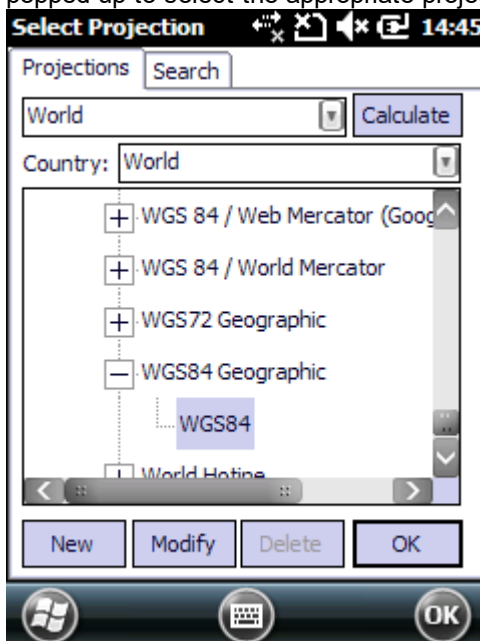 popped up to select the appropriate projec
Select Projection 14:45
Projections Search
World Calculate
Country: World
WGS 84 / Web Mercator (Goog
WGS 84 / World Mercator
WGS72 Geographic
WGS84 Geographic
WGS84
World Hotine
New Modify Delete OK
OK